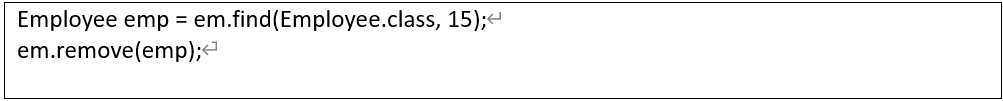 Employee emp = em.find(Employee.class, 15);
em.remove(emp);